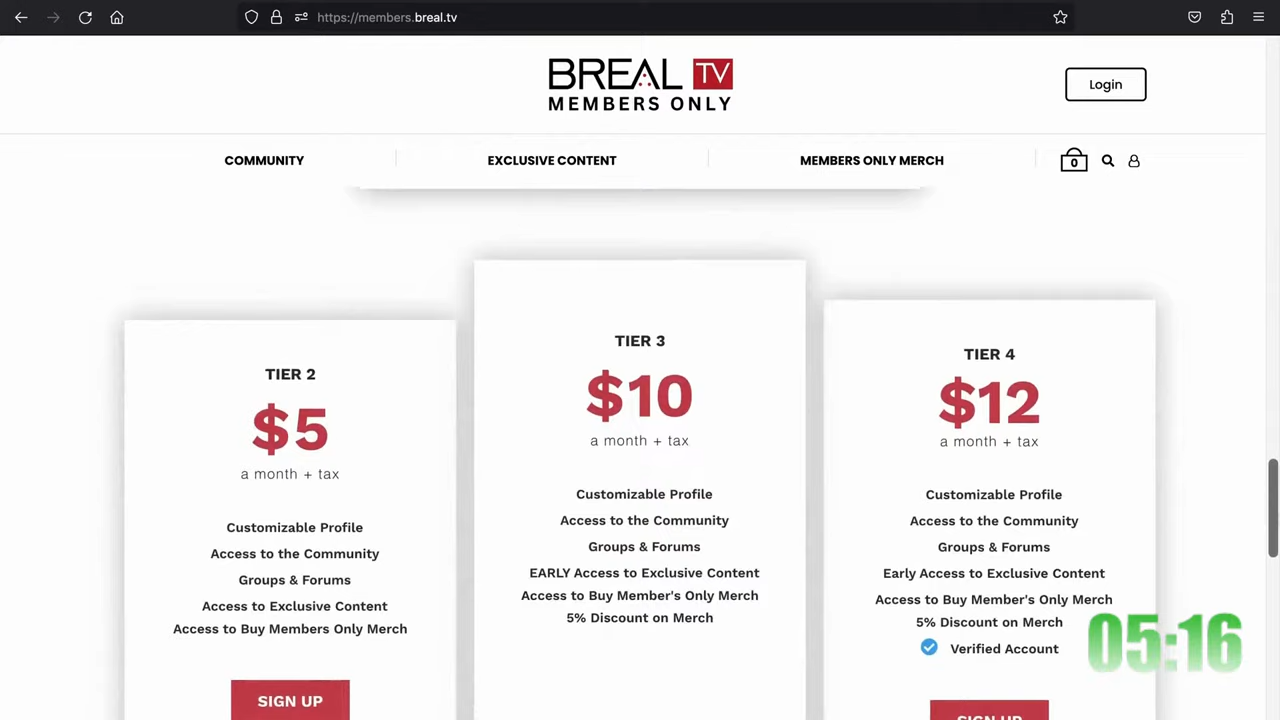 https://members.breal.tv
BREAL TV
MEMBERS ONLY
Login
COMMUNITY
EXCLUSIVE CONTENT
MEMBERS ONLY MERCH
0
TIER 2
$5
a month + tax
Customizable Profile
Access to the Community
Groups & Forums
Access to Exclusive Content
Access to Buy Members Only Merch
SIGN UP
TIER 3
$10
a month + tax
Customizable Profile
Access to the Community
Groups & Forums
EARLY Access to Exclusive Content
Access to Buy Member's Only Merch
5% Discount on Merch
TIER 4
$12
a month + tax
Customizable Profile
Access to the Community
Groups & Forums
Early Access to Exclusive Content
Access to Buy Member's Only Merch
5% Discount on Merch
Verified Account
SIGN UP
05:16